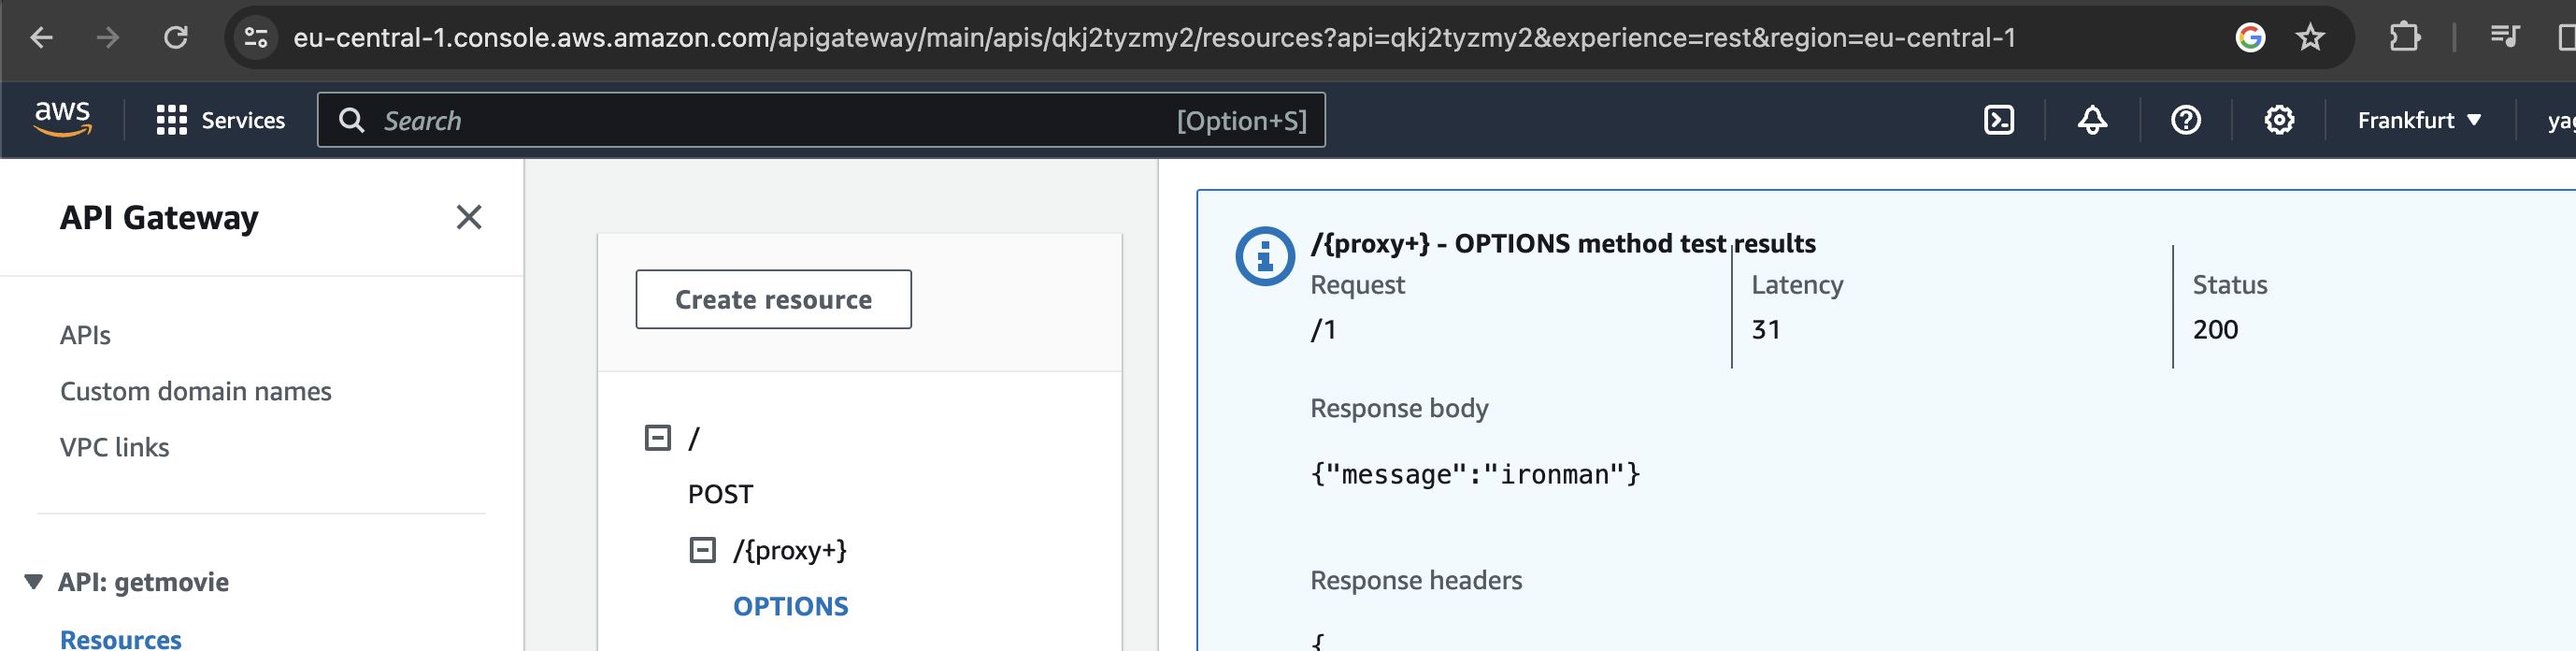 eu-central-1.console.aws.amazon.com/apigateway/main/apis/qkj2tyzmy2/resources?api=qkj2tyzmy2&experience=rest&region=eu-central-1
aws
Services
Search
[Option+S]
Frankfurt
API Gateway
APIs
Custom domain names
VPC links
API: getmovie
Resources
Create resource
/
POST
/{proxy+}
OPTIONS
/{proxy+} - OPTIONS method test results
Request
/1
Latency
31
Status
200
Response body
{"message":"ironman"}
Response headers
{